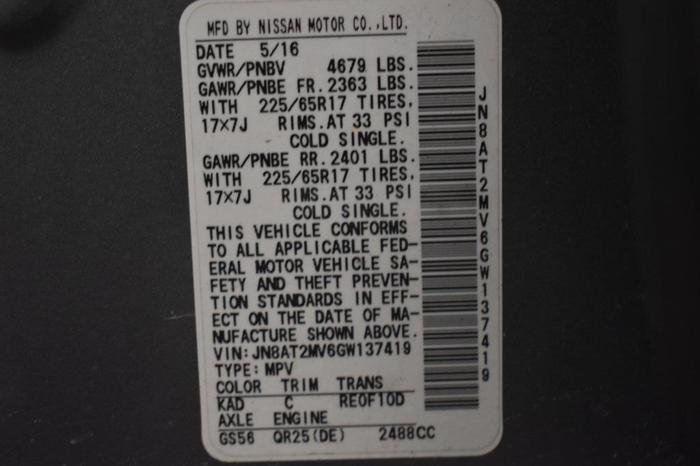 MFD BY NISSAN MOTOR CO.,LTD.
DATE 5/16
GVWR/PNBV 4679 LBS.
GAWR/PNBE FR. 2363 LBS.
WITH 225/65R17 TIRES,
17×7J RIMS.AT 33 PSI
COLD SINGLE.
GAWR/PNBE RR. 2401 LBS.
WITH 225/65R17 TIRES,
17×7J RIMS.AT 33 PSI
COLD SINGLE.
THIS VEHICLE CONFORMS
TO ALL APPLICABLE FED-
ERAL MOTOR VEHICLE SA-
FETY AND THEFT PREVEN-
TION STANDARDS IN EFF-
ECT ON THE DATE OF MA-
NUFACTURE SHOWN ABOVE.
VIN:JN8AT2MV6GW137419
TYPE:MPV
COLOR TRIM TRANS
KAD C RE0F10D
AXLE ENGINE
GS56 QR25(DE) 2488CC
JN8AT2MV6GW137419